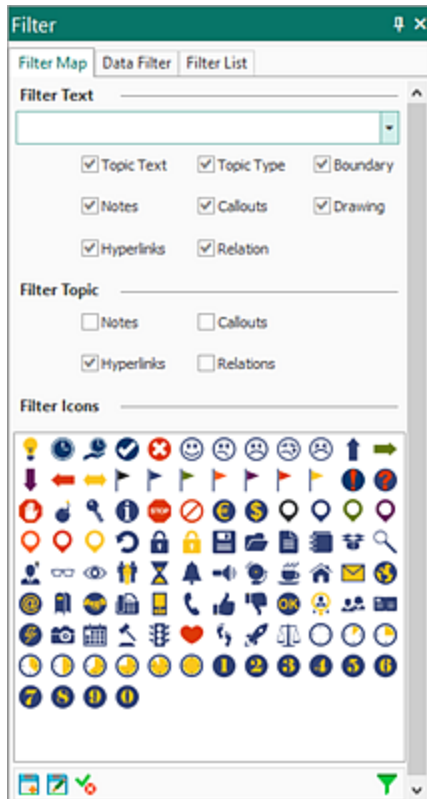 Filter
Filter Map Data Filter Filter List
Filter Text
Topic Text Topic Type Boundary
Notes Callouts Drawing
Hyperlinks Relation
Filter Topic
Notes Callouts
Hyperlinks Relations
Filter Icons
STOP
€ $
@
OK
1 2 3 4 5 6
7 8 9 0